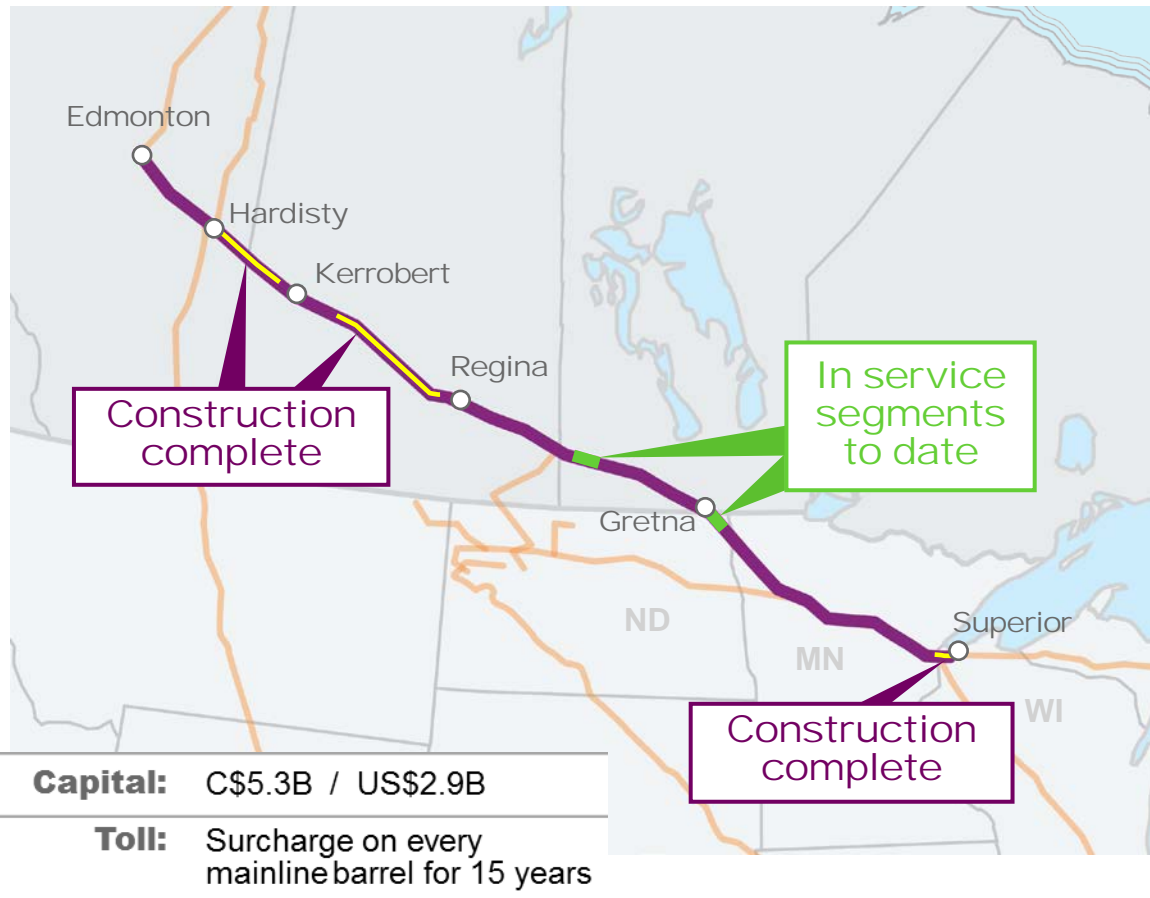 Edmonton
Hardisty
Kerrobert
Regina
Construction
complete
In service
segments
to date
Gretna
ND
MN
Superior
WI
Construction
complete
Capital: C$5.3B / US$2.9B
Toll: Surcharge on every
mainline barrel for 15 years